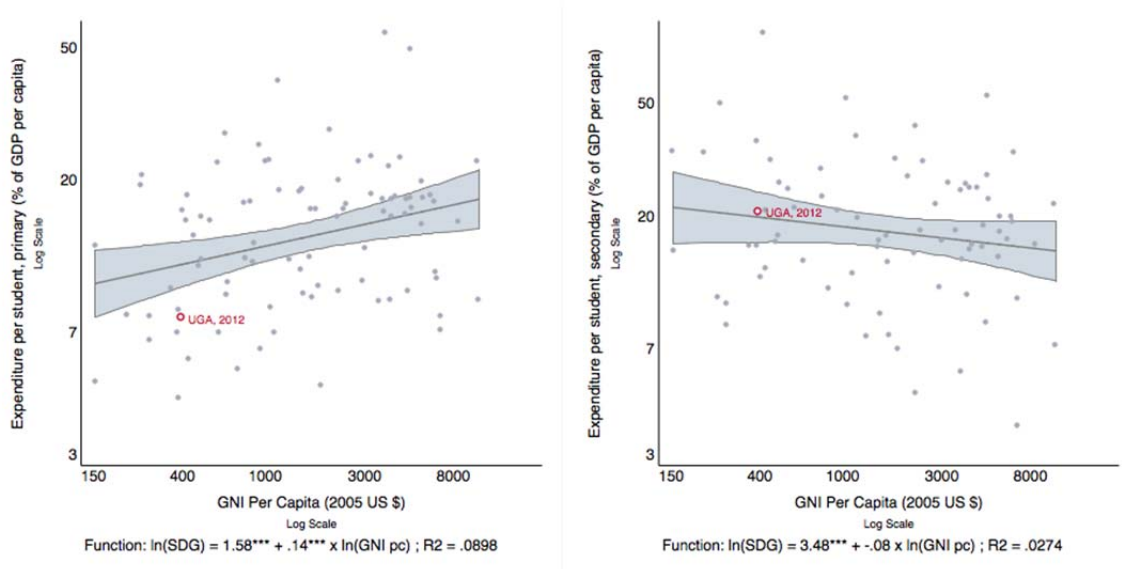 Expenditure per student, primary (% of GDP per capita)
Log Scale
50
20
7
3
UGA, 2012
150 400 1000 3000 8000
GNI Per Capita (2005 US $)
Log Scale
Function: ln(SDG) = 1.58*** + .14*** x ln(GNI pc) ; R2 = .0898
Expenditure per student, secondary (% of GDP per capita)
Log Scale
50
20
7
3
UGA, 2012
150 400 1000 3000 8000
GNI Per Capita (2005 US $)
Log Scale
Function: ln(SDG) = 3.48*** + -.08 x ln(GNI pc) ; R2 = .0274